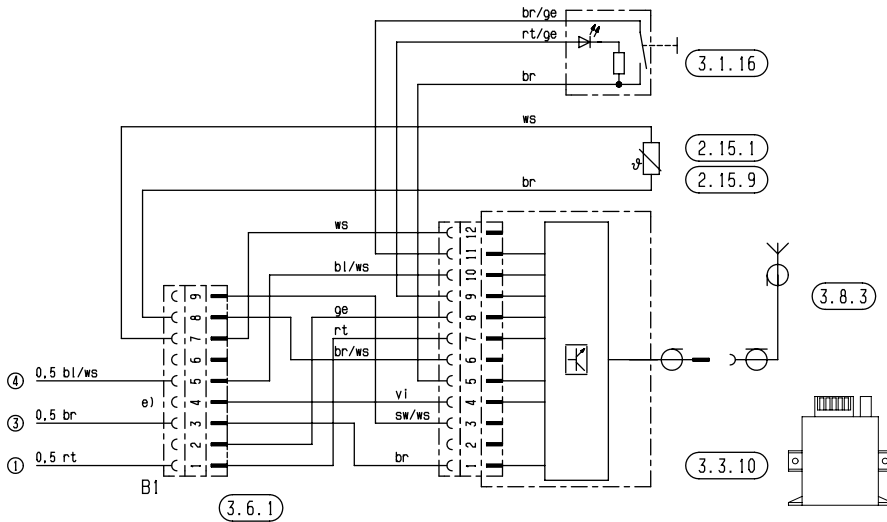 br/ge
rt/ge
3.1.16
br
ws
2.15.1
ϑ
2.15.9
br
ws
12
11
bl/ws
10
3.8.3
9
9
ge
8
8
rt
7
7
br/ws
6
6
④ 0,5 bl/ws
5
5
e)
4
vi
4
③ 0,5 br
3
sw/ws
3
2
2
① 0,5 rt
1
br
1
3.3.10
B1
3.6.1